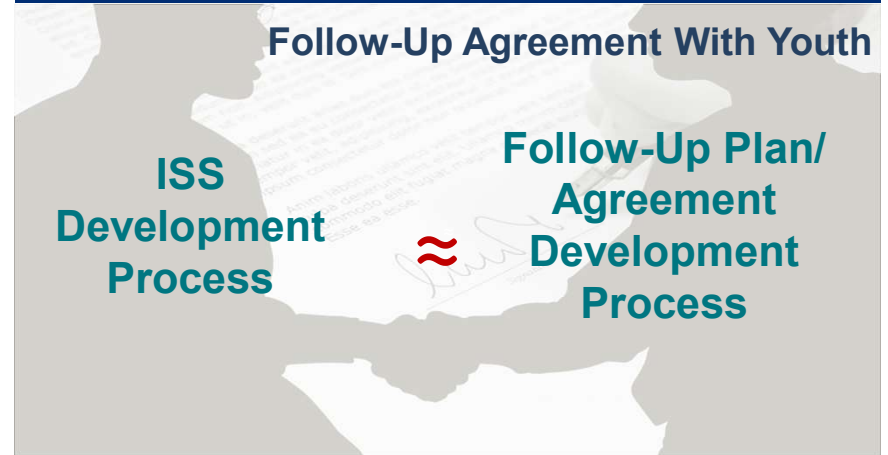 Follow-Up Agreement With Youth
ISS
Development
Process
≈
Follow-Up Plan/
Agreement
Development
Process